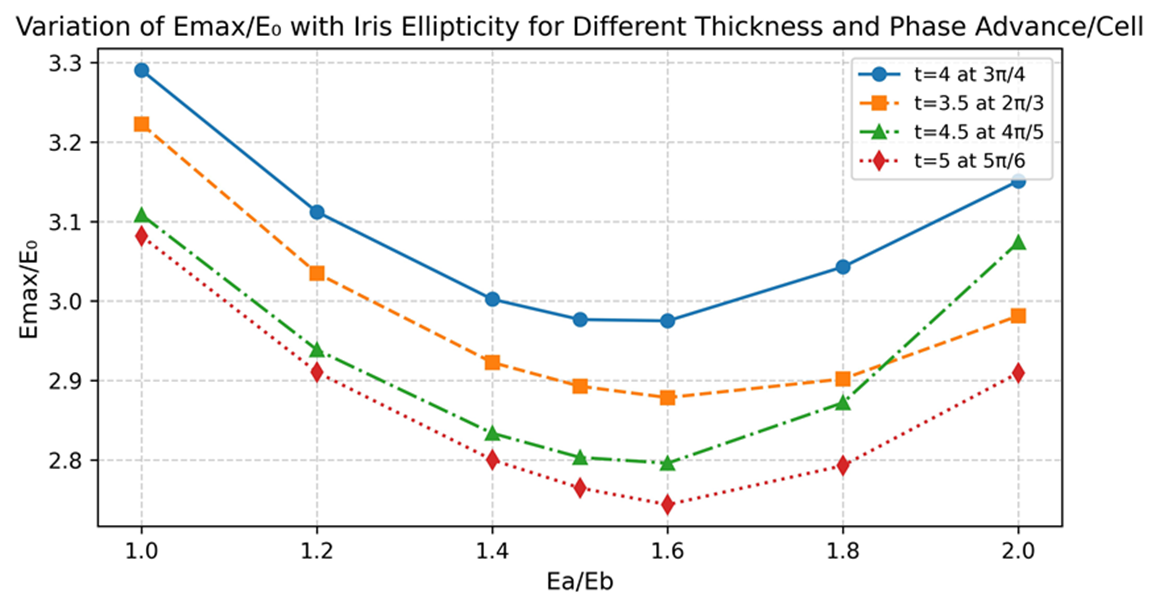 Variation of Emax/E₀ with Iris Ellipticity for Different Thickness and Phase Advance/Cell
3.3
3.2
3.1
3.0
2.9
2.8
Emax/E₀
t=4 at 3π/4
t=3.5 at 2π/3
t=4.5 at 4π/5
t=5 at 5π/6
1.0 1.2 1.4 1.6 1.8 2.0
Ea/Eb